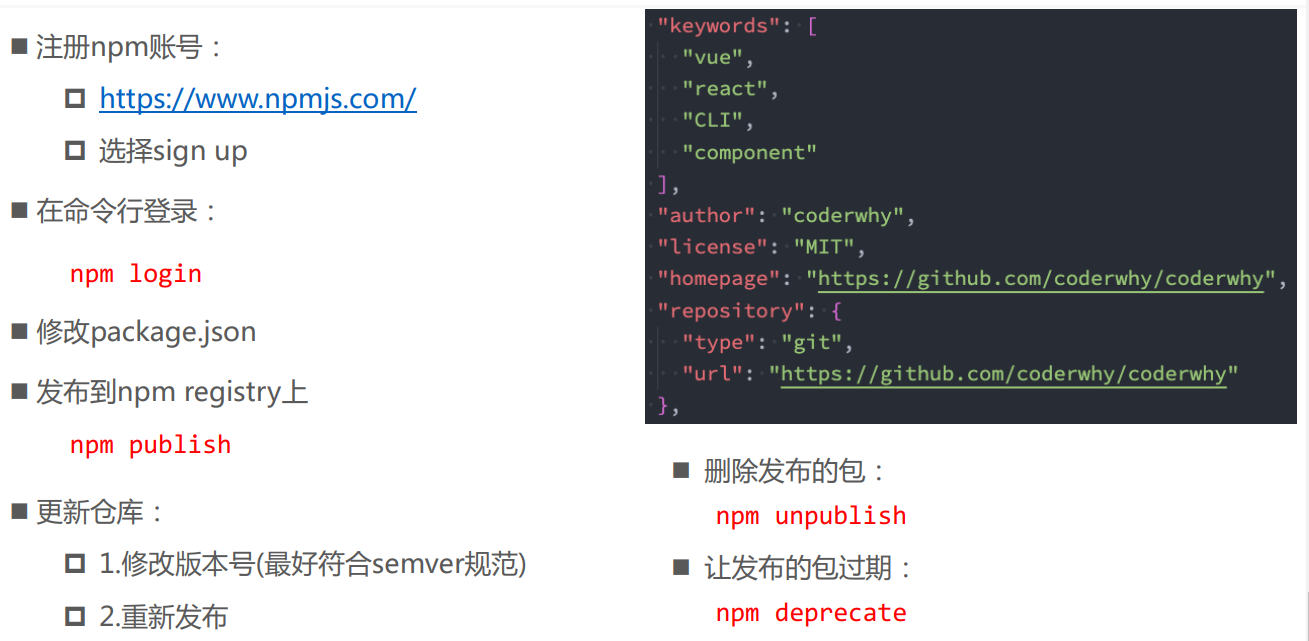 注册npm账号：
https://www.npmjs.com/
选择sign up
在命令行登录：
npm login
修改package.json
发布到npm registry上
npm publish
更新仓库：
1.修改版本号(最好符合semver规范)
2.重新发布
"keywords": [
"vue",
"react",
"CLI",
"component"
],
"author": "coderwhy",
"license": "MIT",
"homepage": "https://github.com/coderwhy/coderwhy",
"repository": {
"type": "git",
"url": "https://github.com/coderwhy/coderwhy"
},
删除发布的包：
npm unpublish
让发布的包过期：
npm deprecate